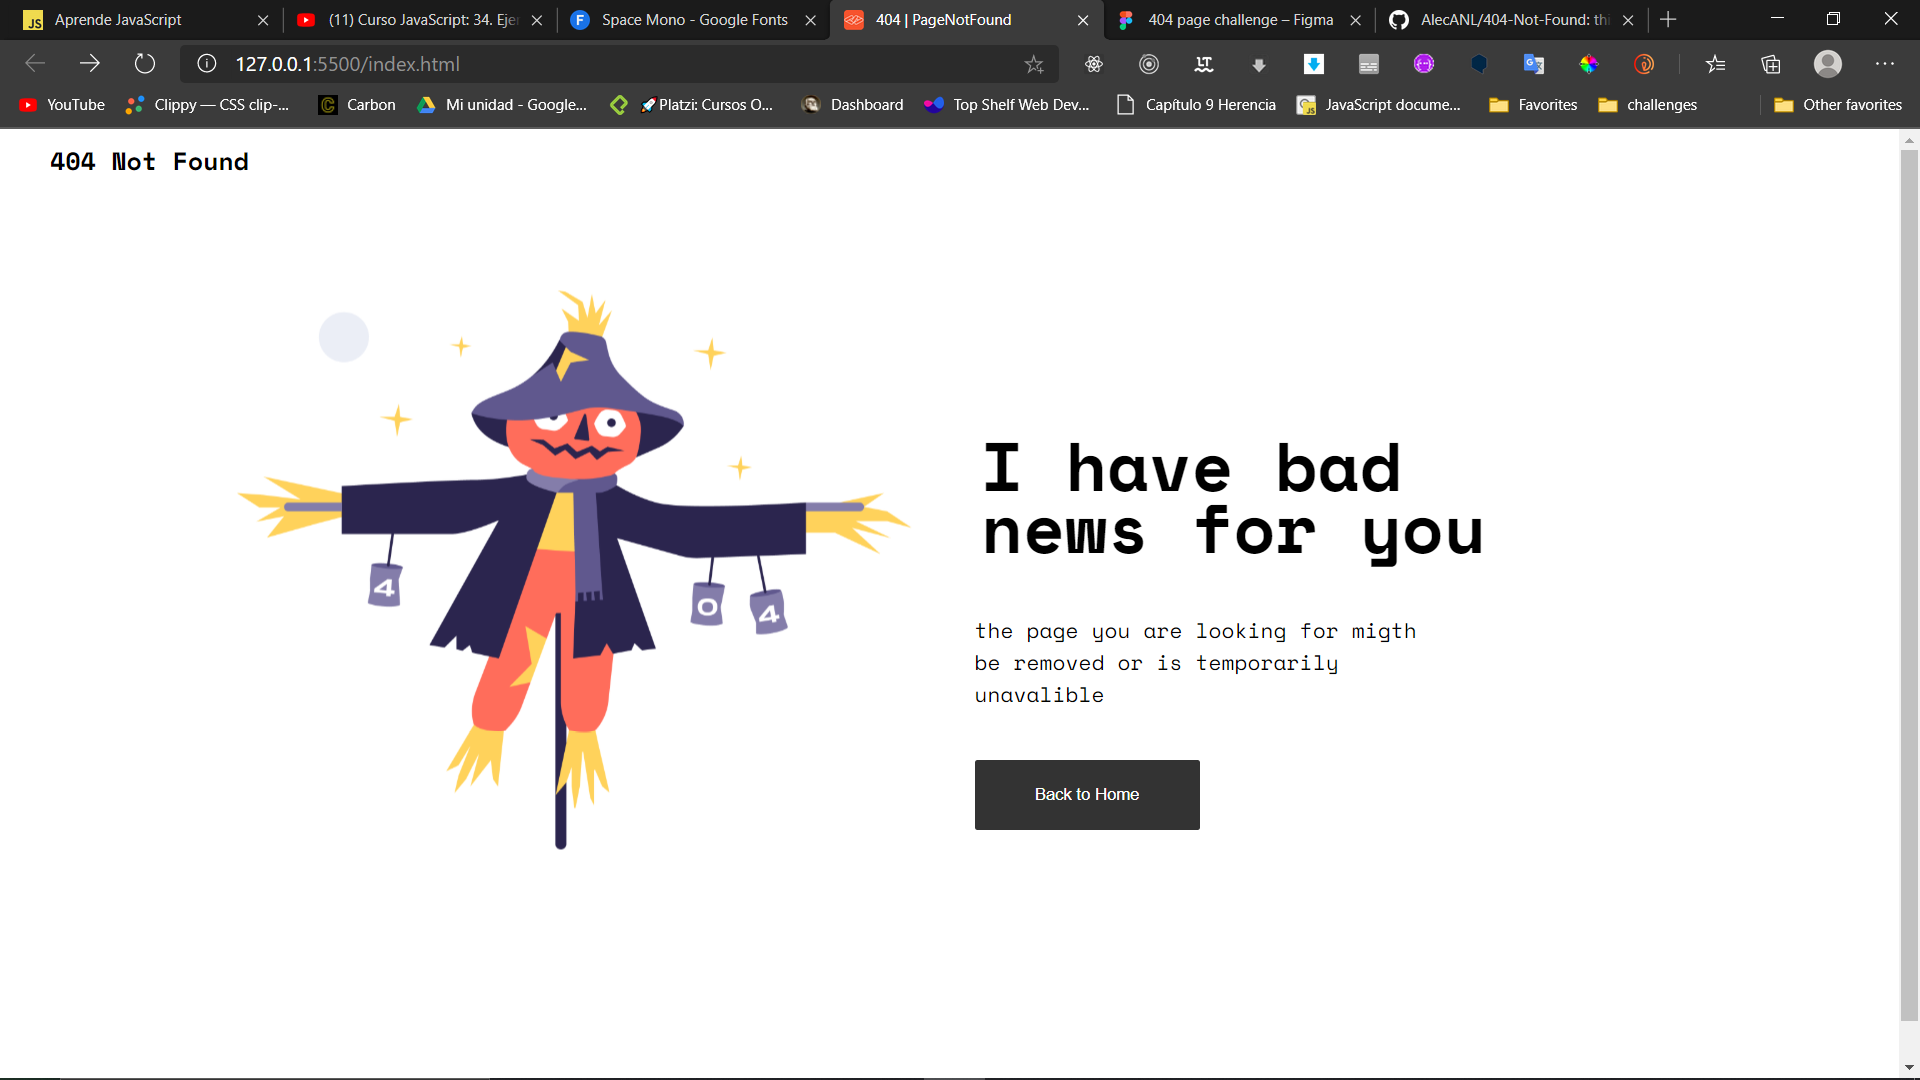 Aprende JavaScript
(11) Curso JavaScript: 34. Eje
Space Mono - Google Fonts
404 | PageNotFound
404 page challenge – Figma
AlecANL/404-Not-Found: thi
127.0.0.1:5500/index.html
YouTube
Clippy — CSS clip-...
Carbon
Mi unidad - Google...
🚀Platzi: Cursos O...
Dashboard
Top Shelf Web Dev...
Capítulo 9 Herencia
JavaScript docume...
Favorites
challenges
Other favorites
404 Not Found
4
0
4
I have bad
news for you
the page you are looking for migth
be removed or is temporarily
unavalible
Back to Home